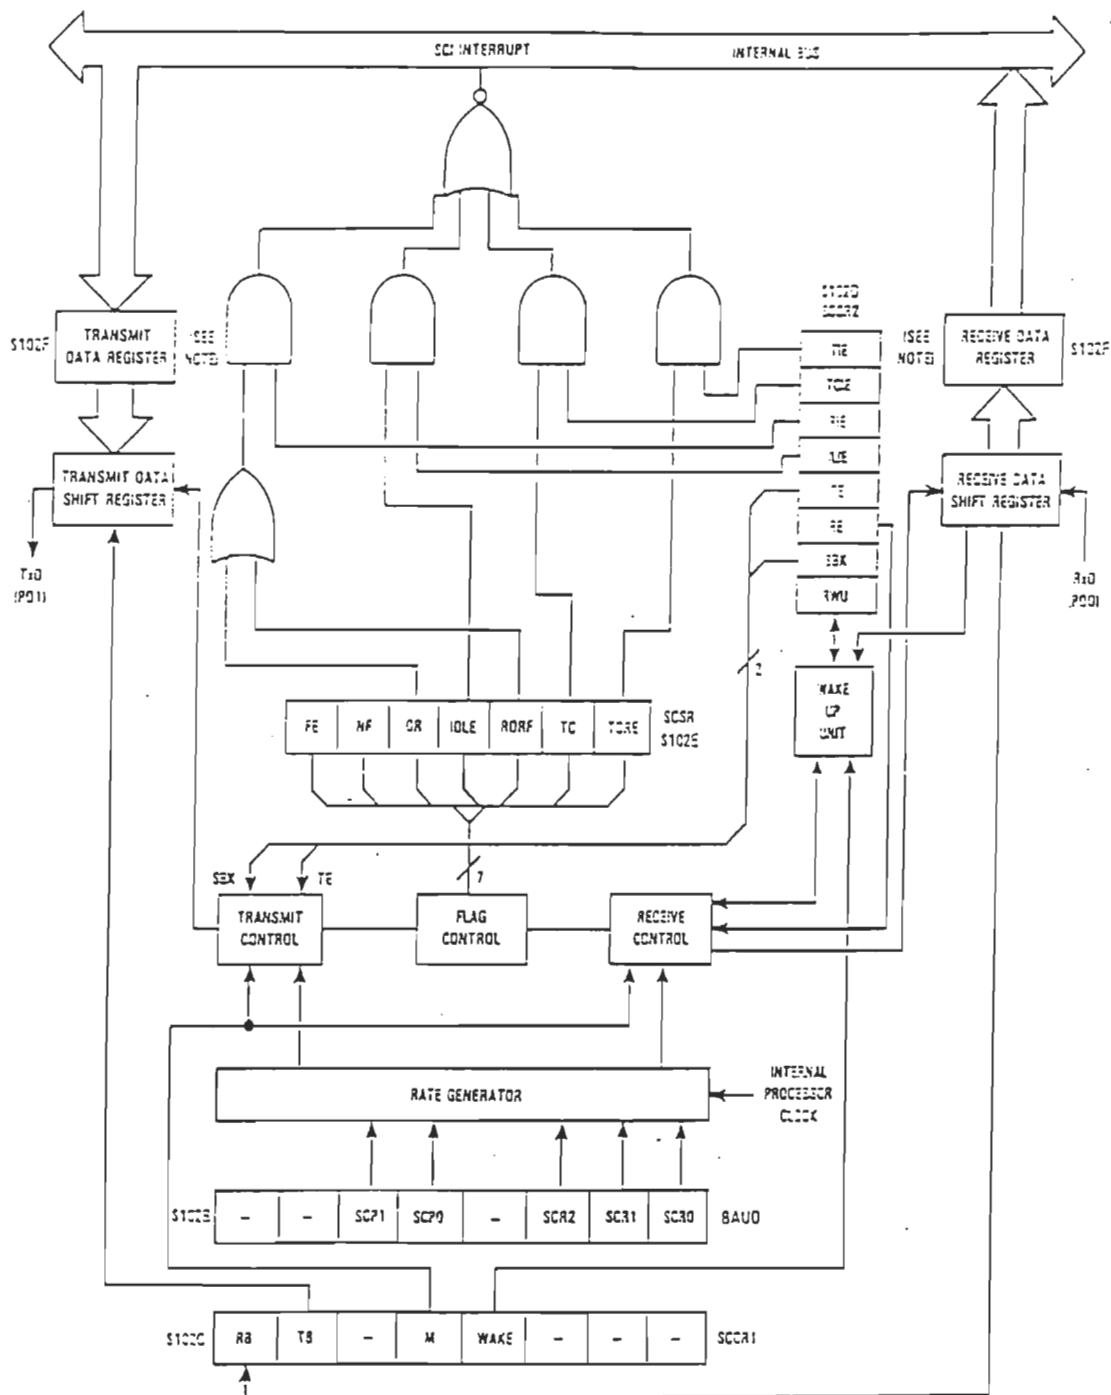 SCI INTERRUPT
INTERNAL BUS
$102F
TRANSMIT
DATA REGISTER
(SEE
NOTE)
$102D
SCCR2
(SEE
NOTE)
RECEIVE DATA
REGISTER
$102F
TIE
TCIE
RIE
ILIE
TE
RE
SBK
RWU
TRANSMIT DATA
SHIFT REGISTER
RECEIVE DATA
SHIFT REGISTER
TxD
(PD1)
RxD
(PD0)
2
WAKE
UP
UNIT
FE
NF
OR
IDLE
RDRF
TC
TDRE
SCSR
$102E
SBK
TE
7
TRANSMIT
CONTROL
FLAG
CONTROL
RECEIVE
CONTROL
RATE GENERATOR
INTERNAL
PROCESSOR
CLOCK
$102B
-
-
SCP1
SCP0
-
SCR2
SCR1
SCR0
BAUD
$102C
R8
T8
-
M
WAKE
-
-
-
SCCR1